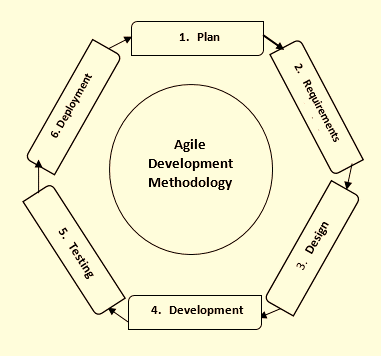 1. Plan
2. Requirements
3. Design
4. Development
5. Testing
6. Deployment
Agile
Development
Methodology